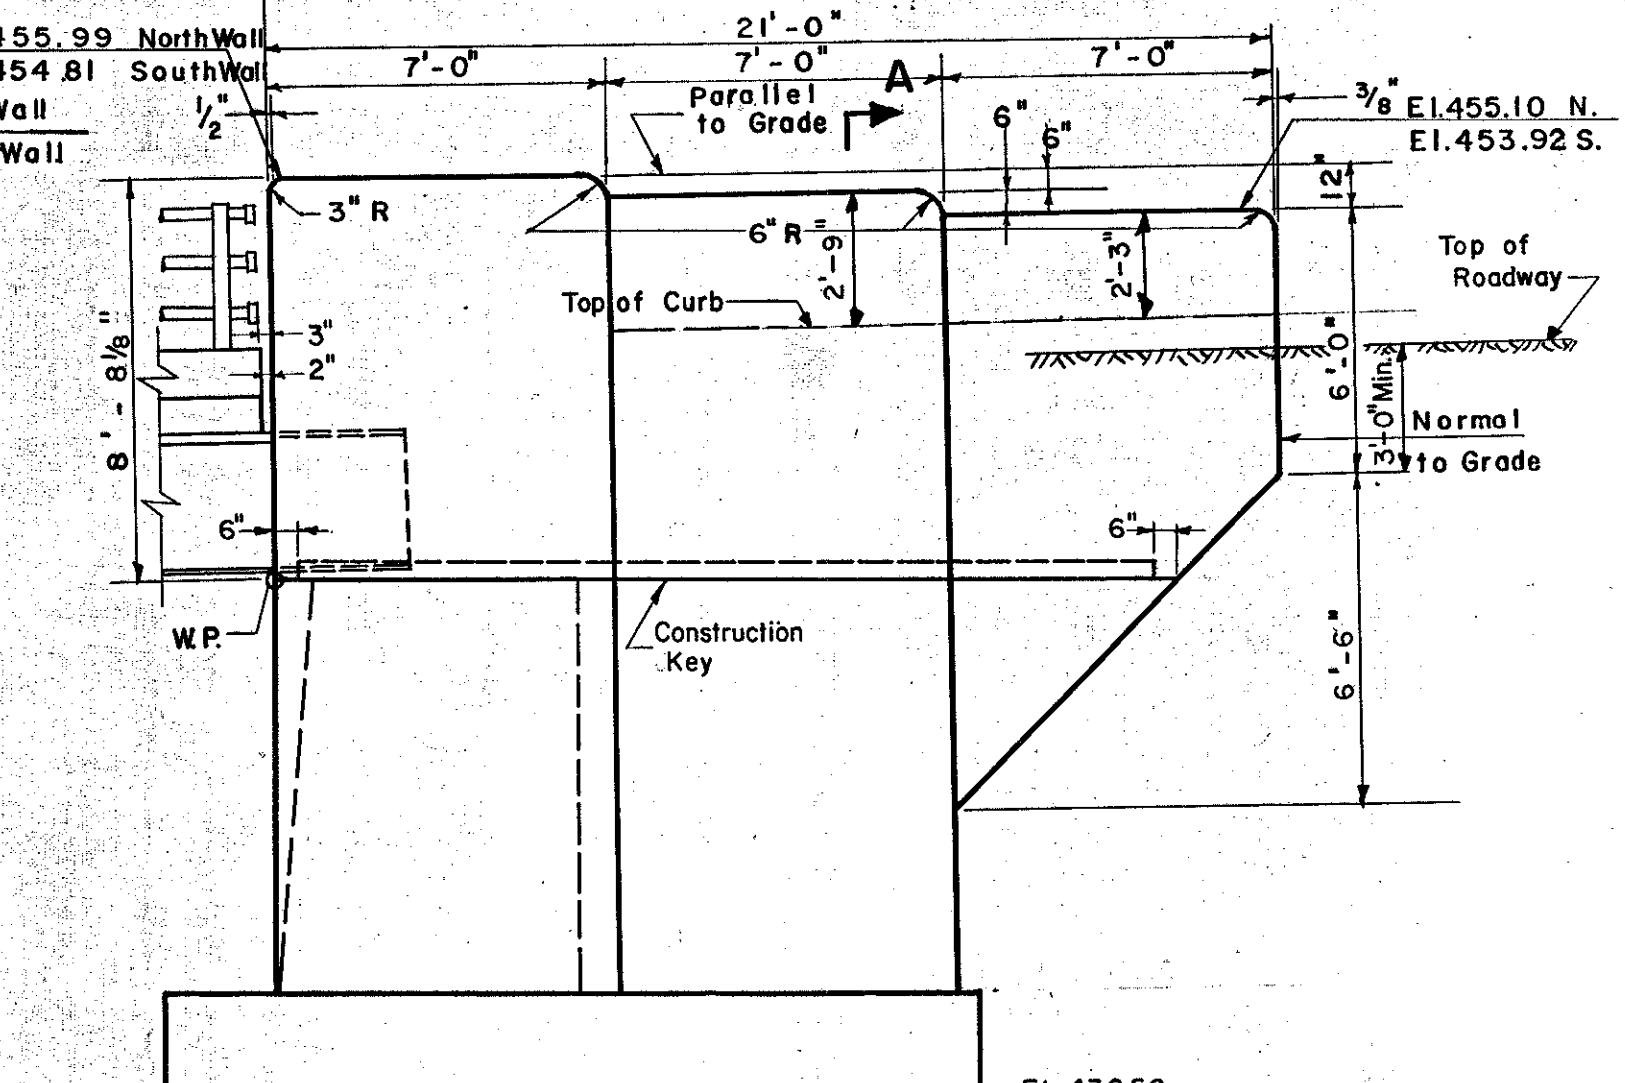 21'-0"
455.99 North Wall
454.81 South Wall
Wall
Wall
7'-0"
7'-0"
7'-0"
A
1/2"
Parallel
to Grade
6"
6"
3/8"
El.455.10 N.
El.453.92 S.
12"
3" R
6" R
2'-9"
2'-3"
Top of
Roadway
Top of Curb
3"
2"
8'-8 1/8"
6'-0"
3'-0" Min.
Normal
to Grade
6"
6"
W.P.
Construction
Key
6'-6"